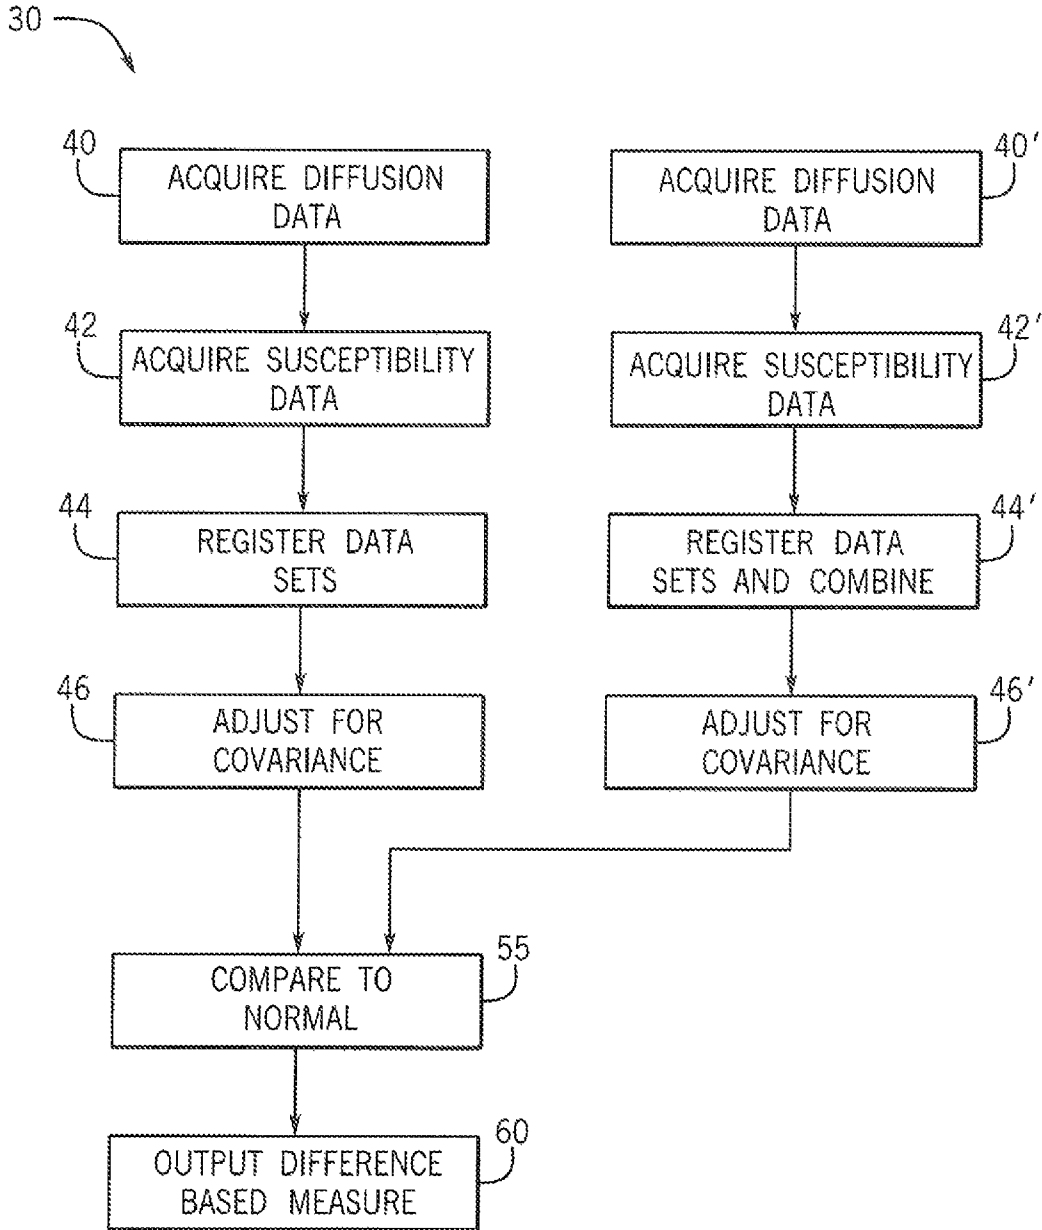 30
40
ACQUIRE DIFFUSION
DATA
40'
ACQUIRE DIFFUSION
DATA
42
ACQUIRE SUSCEPTIBILITY
DATA
42'
ACQUIRE SUSCEPTIBILITY
DATA
44
REGISTER DATA
SETS
44'
REGISTER DATA
SETS AND COMBINE
46
ADJUST FOR
COVARIANCE
46'
ADJUST FOR
COVARIANCE
55
COMPARE TO
NORMAL
60
OUTPUT DIFFERENCE
BASED MEASURE